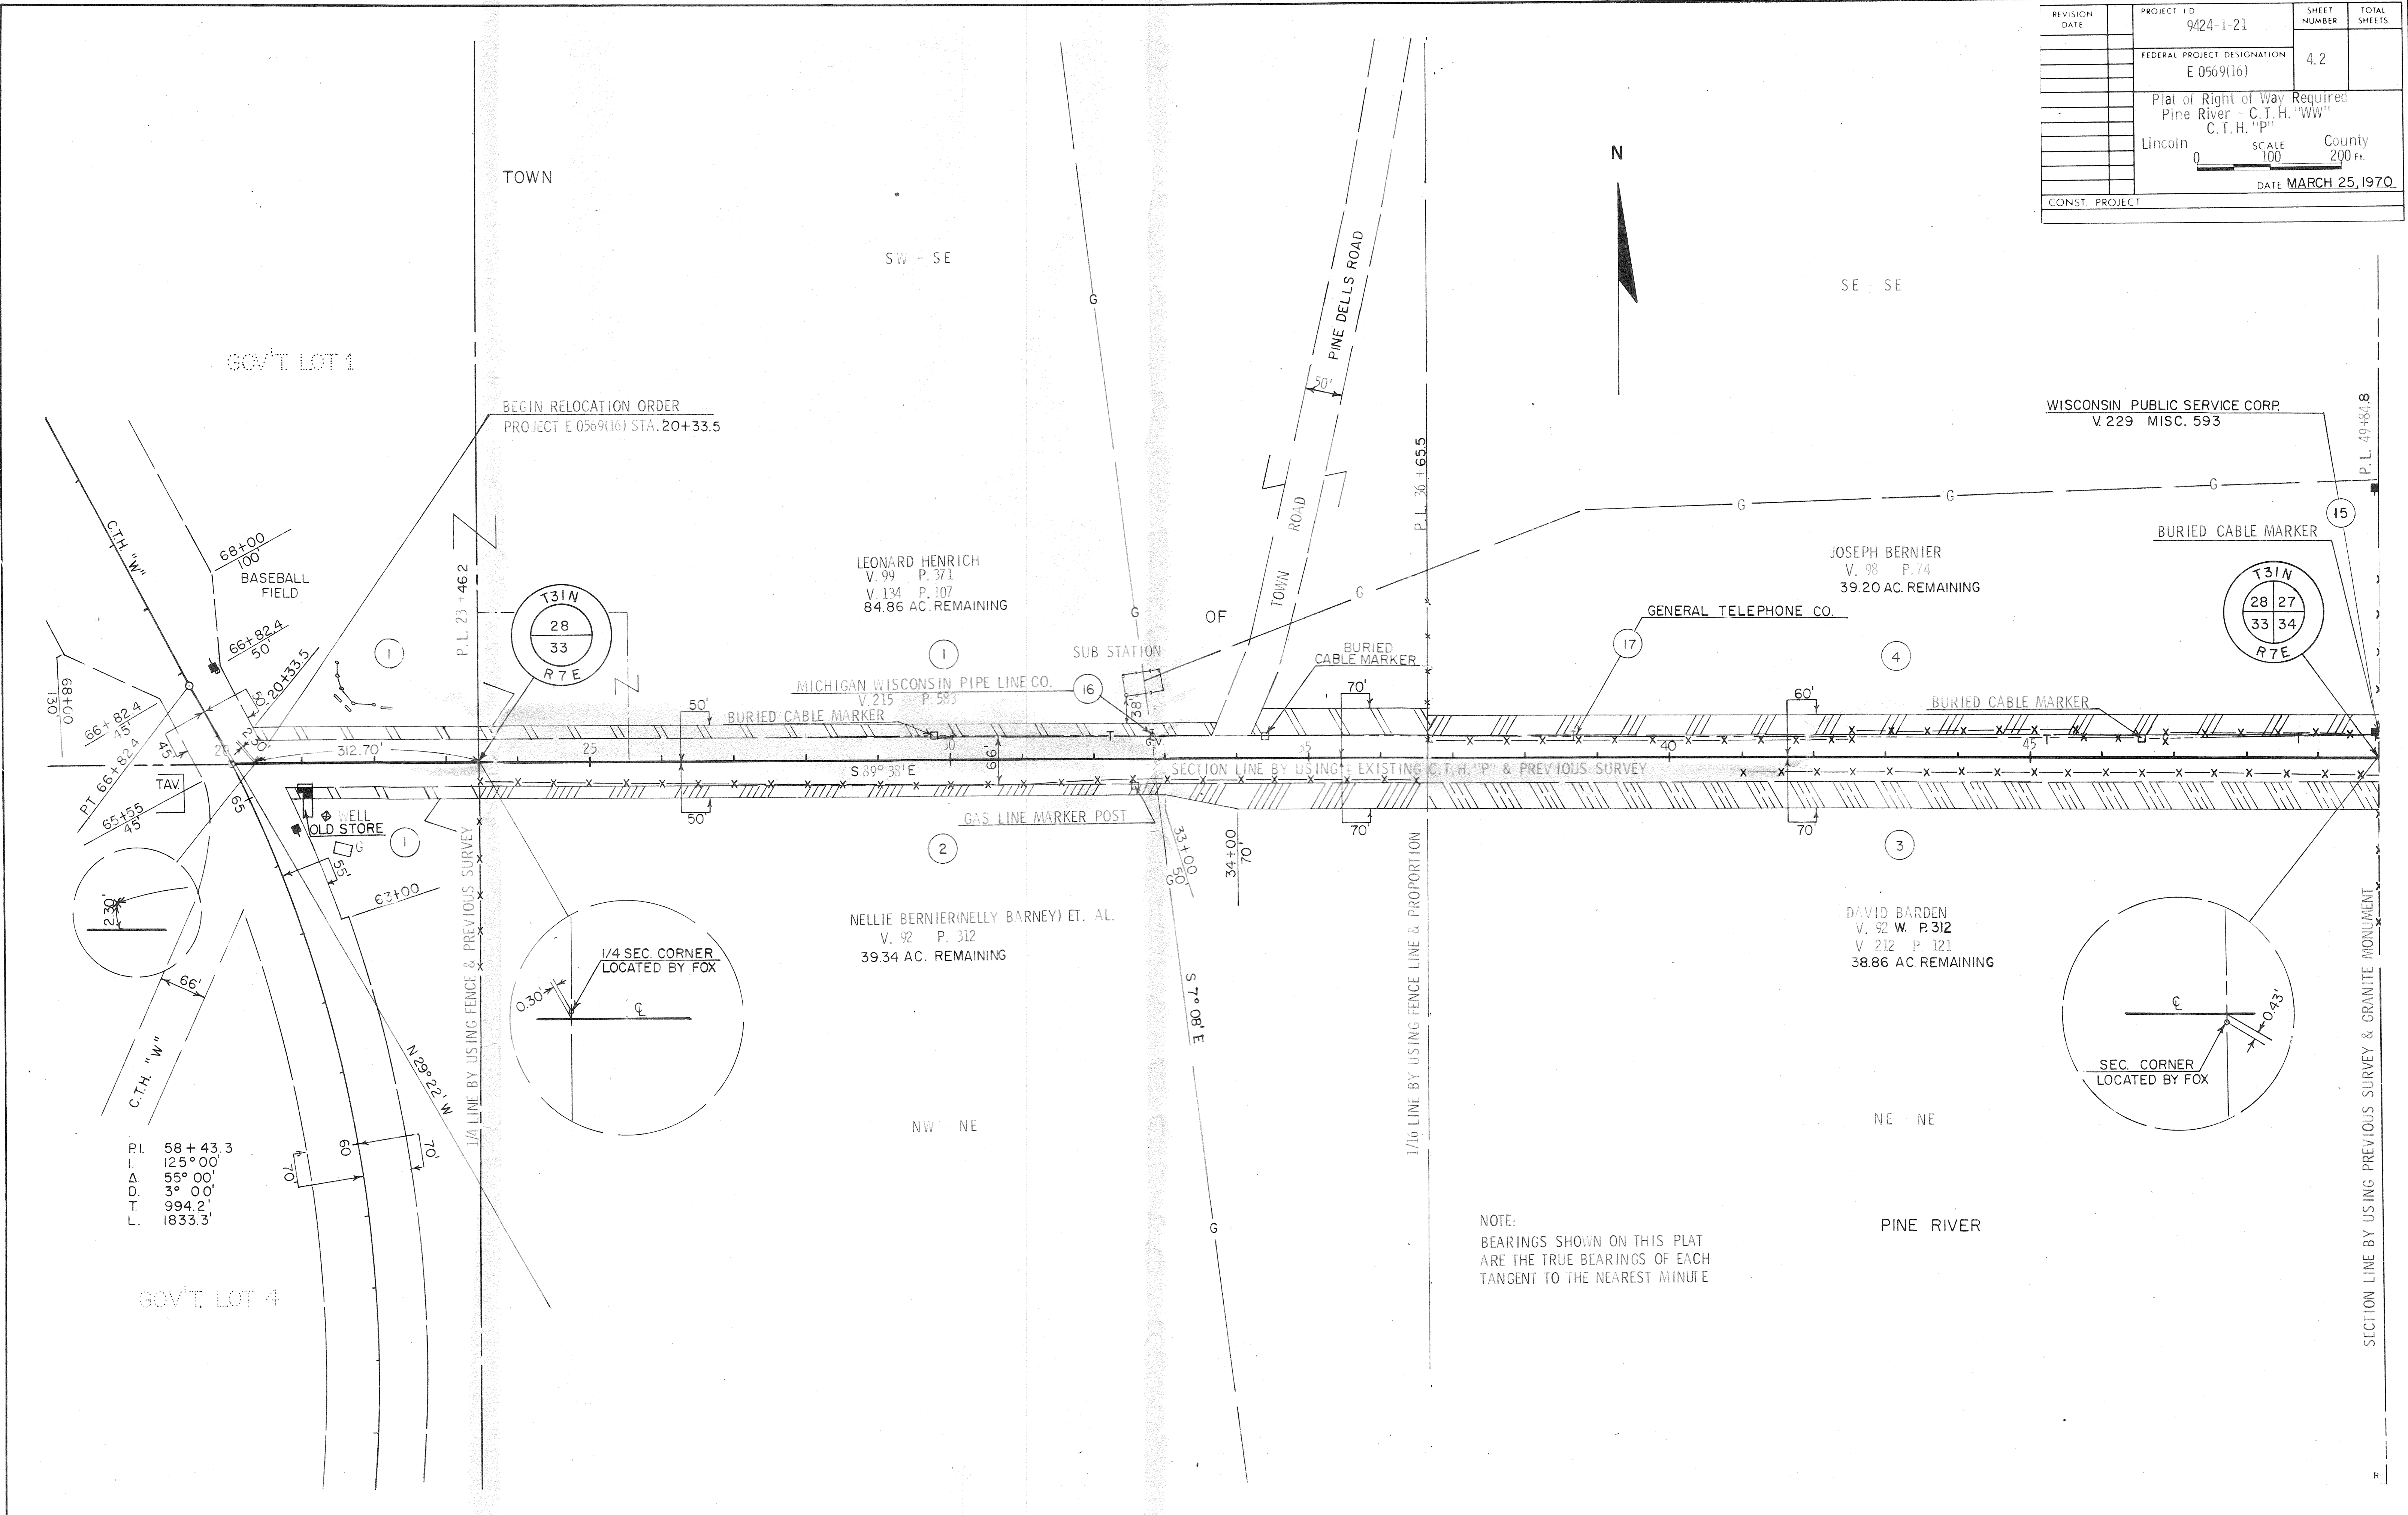 REVISION DATE
PROJECT I D
9424-1-21
SHEET NUMBER
TOTAL SHEETS
FEDERAL PROJECT DESIGNATION
E 0569(16)
4.2
Plat of Right of Way Required
Pine River - C.T.H. "WW"
C.T.H. "P"
Lincoln SCALE County
0 100 200 Ft.
DATE MARCH 25, 1970
CONST. PROJECT
TOWN
SW - SE
N
SE - SE
PINE DELLS ROAD
50'
G
GOV'T. LOT 1
BEGIN RELOCATION ORDER
PROJECT E 0569(16) STA. 20+33.5
WISCONSIN PUBLIC SERVICE CORP.
V. 229 MISC. 593
P.L. 49+84.8
P.L. 36 + 65.5
P.L. 23 + 46.2
G G G
15
BURIED CABLE MARKER
C.T.H. "W"
68+00
100'
BASEBALL
FIELD
66+82.4
50'
20+33.5
50'
1
T31N
28
33
R7E
LEONARD HENRICH
V. 99 P. 371
V. 134 P. 107
84.86 AC. REMAINING
1
G
OF
TOWN ROAD
G
JOSEPH BERNIER
V. 98 P. 74
39.20 AC. REMAINING
T31N
28 27
33 34
R7E
GENERAL TELEPHONE CO.
17
4
SUB STATION
BURIED
CABLE MARKER
MICHIGAN WISCONSIN PIPE LINE CO.
V. 215 P. 583
16
38'
BURIED CABLE MARKER
50'
70'
60'
BURIED CABLE MARKER
68+00
130'
66+82.4
45'
45'
PT. 66+82.4
312.70'
25
30
T
G.V.
35
40
45
T
T
66'
S 89° 38' E
SECTION LINE BY USING EXISTING C.T.H. "P" & PREVIOUS SURVEY
TAV.
65+55
45'
65
WELL
OLD STORE
G
1
50'
GAS LINE MARKER POST
2
33+00
50'
34+00
70'
70'
70'
3
55'
63+00
2.30'
66'
C.T.H. "W"
1/4 LINE BY USING FENCE & PREVIOUS SURVEY
1/4 SEC. CORNER
LOCATED BY FOX
0.30'
℄
NELLIE BERNIER(NELLY BARNEY) ET. AL.
V. 92 P. 312
39.34 AC. REMAINING
G
S 7° 08' E
1/16 LINE BY USING FENCE LINE & PROPORTION
DAVID BARDEN
V. 92 W. P. 312
V. 212 P 121
38.86 AC. REMAINING
℄
0.43'
SEC. CORNER
LOCATED BY FOX
SECTION LINE BY USING PREVIOUS SURVEY & GRANITE MONUMENT
N 29° 22' W
NW - NE
NE NE
P.I. 58 + 43.3
I. 125° 00'
Δ. 55° 00'
D. 3° 00'
T. 994.2'
L. 1833.3'
60
70'
70'
G
GOV'T. LOT 4
NOTE:
BEARINGS SHOWN ON THIS PLAT
ARE THE TRUE BEARINGS OF EACH
TANGENT TO THE NEAREST MINUTE
PINE RIVER
R